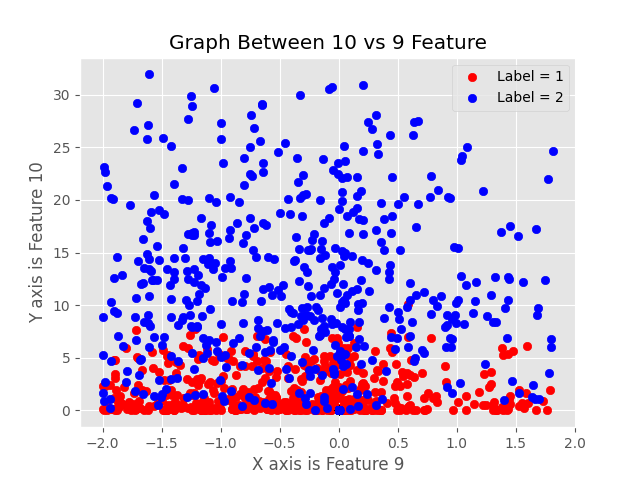 Graph Between 10 vs 9 Feature
Label = 1
Label = 2
Y axis is Feature 10
30
25
20
15
10
5
0
−2.0 −1.5 −1.0 −0.5 0.0 0.5 1.0 1.5 2.0
X axis is Feature 9